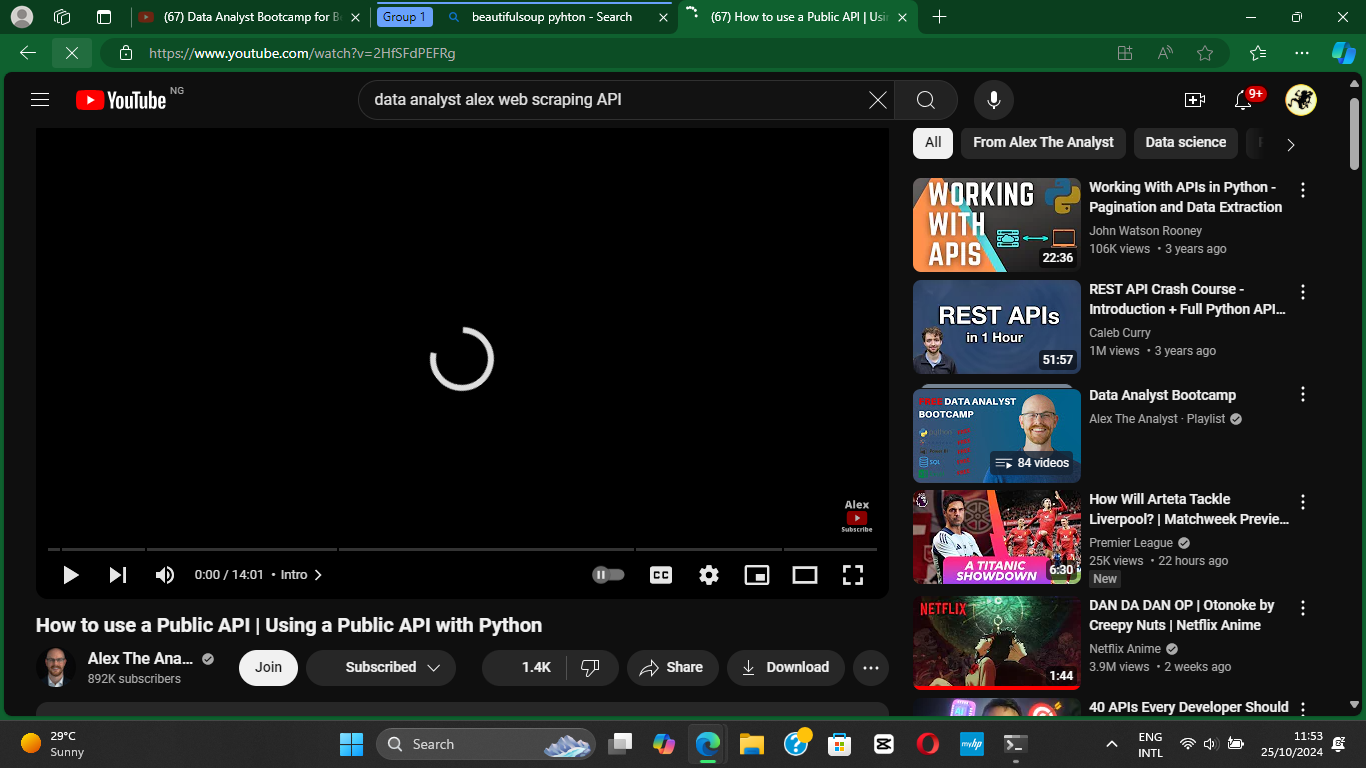 (67) Data Analyst Bootcamp for Be
Group 1
beautifulsoup pyhton - Search
(67) How to use a Public API | Usin
https://www.youtube.com/watch?v=2HfSFdPEFRg
YouTube NG
data analyst alex web scraping API
9+
All
From Alex The Analyst
Data science
WORKING
WITH
APIS
22:36
Working With APIs in Python -
Pagination and Data Extraction
John Watson Rooney
106K views • 3 years ago
REST APIs
in 1 Hour
51:57
REST API Crash Course -
Introduction + Full Python API...
Caleb Curry
1M views • 3 years ago
FREE DATA ANALYST
BOOTCAMP
python
SQL
84 videos
Data Analyst Bootcamp
Alex The Analyst · Playlist
A TITANIC
SHOWDOWN
6:30
How Will Arteta Tackle
Liverpool? | Matchweek Previe...
Premier League
25K views • 22 hours ago
New
NETFLIX
1:44
DAN DA DAN OP | Otonoke by
Creepy Nuts | Netflix Anime
Netflix Anime
3.9M views • 2 weeks ago
40 APIs Every Developer Should
Alex
Subscribe
0:00 / 14:01 • Intro
CC
How to use a Public API | Using a Public API with Python
Alex The Ana...
892K subscribers
Join
Subscribed
1.4K
Share
Download
29°C
Sunny
Search
myhp
ENG
INTL
11:53
25/10/2024